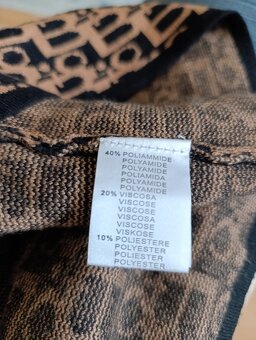 40% POLIAMMIDE
POLYAMIDE
POLYAMIDE
POLIAMIDA
POLYAMIDE
POLYAMIDE
20% VISCOSA
VISCOSE
VISCOSE
VISCOSA
VISCOSE
VISKOSE
10% POLIESTERE
POLYESTER
POLIESTER
POLYESTER